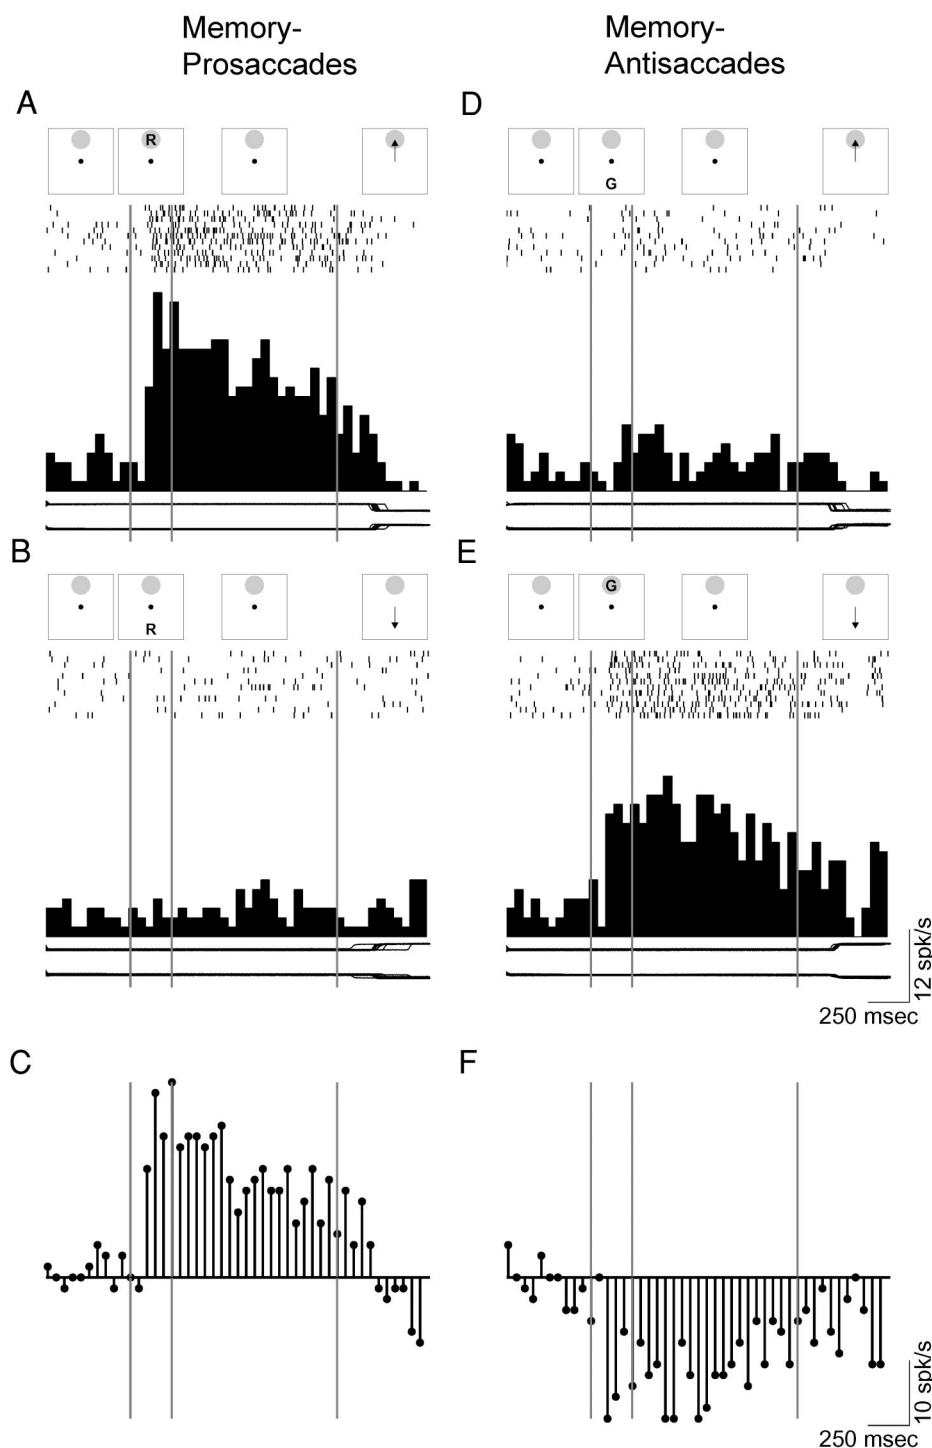 Memory-
Prosaccades
Memory-
Antisaccades
A
D
R
G
B
E
R
G
12 spk/s
250 msec
C
F
10 spk/s
250 msec